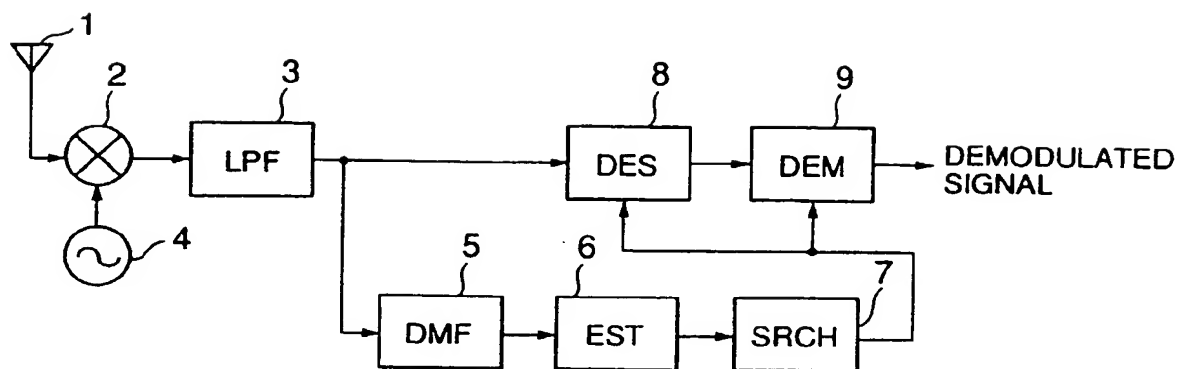 1
2
3
8
9
LPF
DES
DEM
DEMODULATED
SIGNAL
4
5
6
7
DMF
EST
SRCH